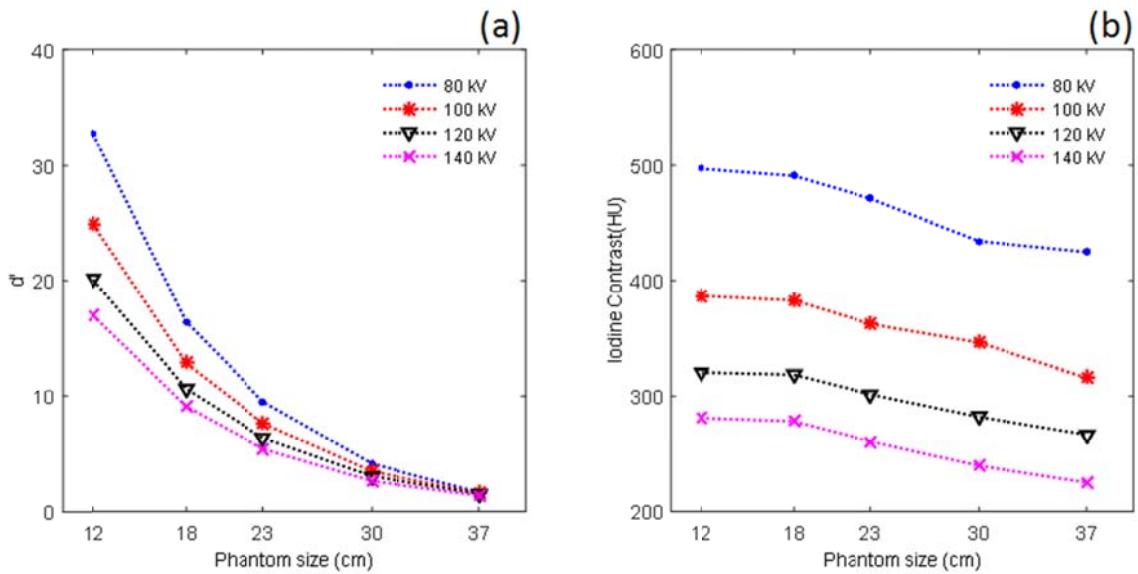 (a)
40
30
20
10
0
d'
12 18 23 30 37
Phantom size (cm)
80 kV
100 kV
120 kV
140 kV
(b)
600
500
400
300
200
Iodine Contrast(HU)
12 18 23 30 37
Phantom size (cm)
80 kV
100 kV
120 kV
140 kV